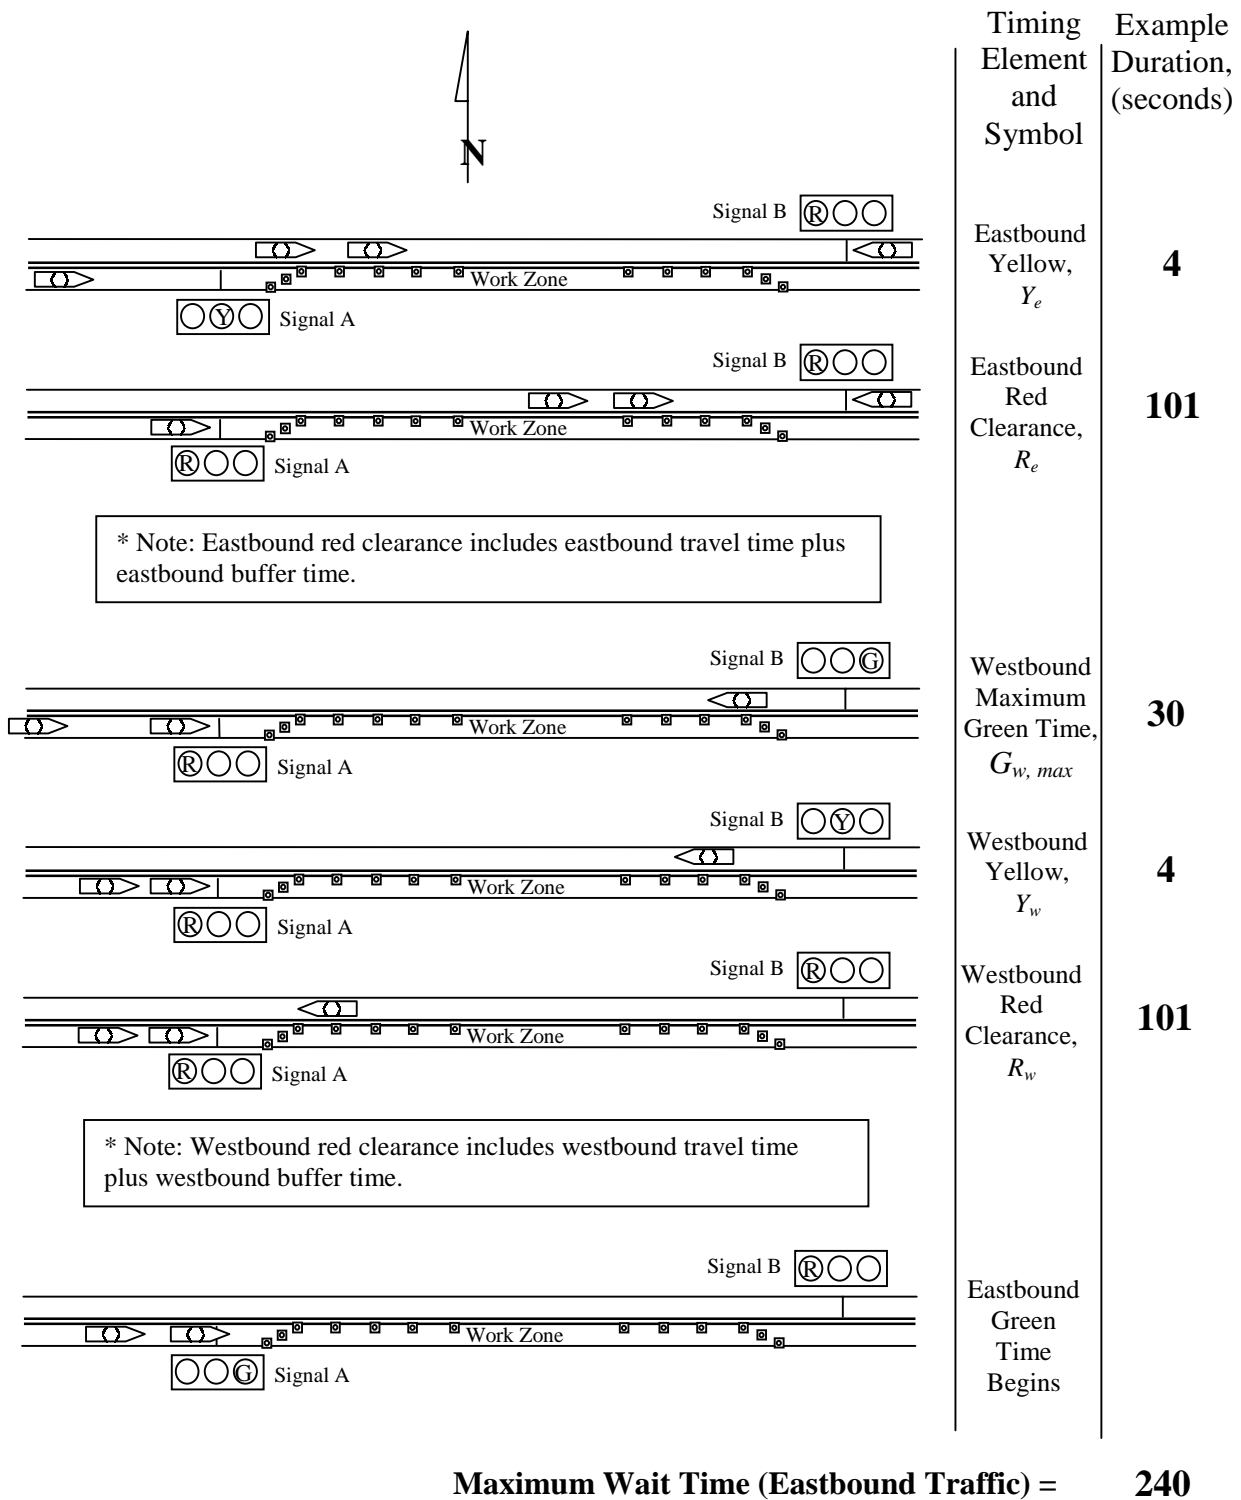 Timing
Element
and
Symbol
Example
Duration,
(seconds)
N
Signal B
R
Work Zone
Y
Signal A
Eastbound
Yellow,
Ye
4
Signal B
R
Work Zone
R
Signal A
Eastbound
Red
Clearance,
Re
101
* Note: Eastbound red clearance includes eastbound travel time plus
eastbound buffer time.
Signal B
G
Work Zone
R
Signal A
Westbound
Maximum
Green Time,
Gw, max
30
Signal B
Y
Work Zone
R
Signal A
Westbound
Yellow,
Yw
4
Signal B
R
Work Zone
R
Signal A
Westbound
Red
Clearance,
Rw
101
* Note: Westbound red clearance includes westbound travel time
plus westbound buffer time.
Signal B
R
Work Zone
G
Signal A
Eastbound
Green
Time
Begins
Maximum Wait Time (Eastbound Traffic) = 240